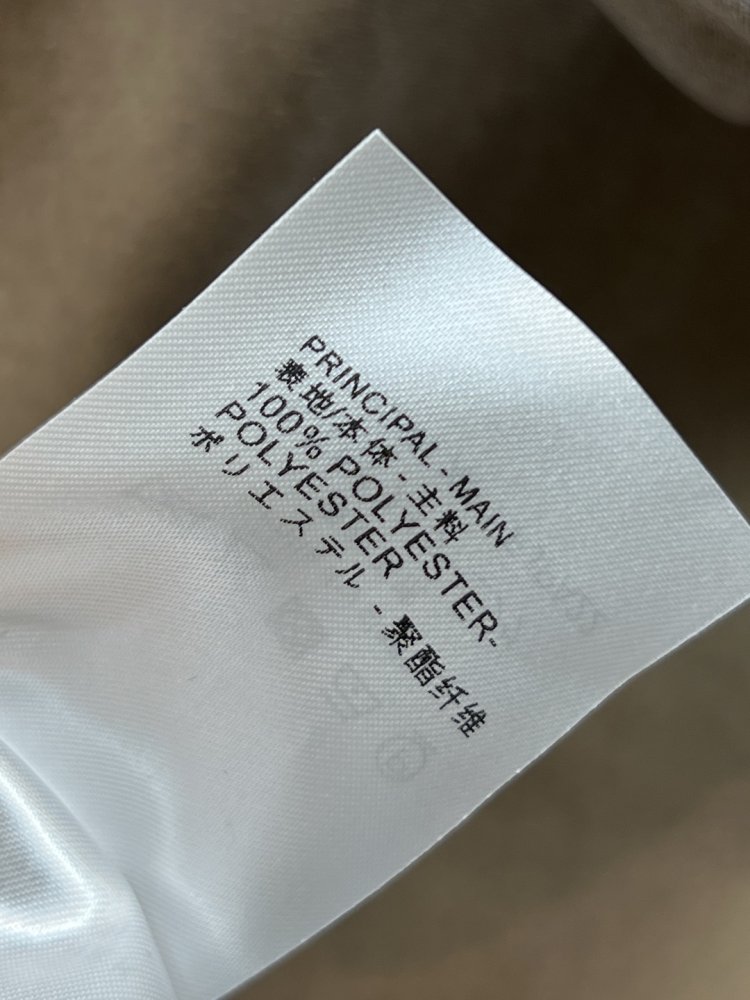 PRINCIPAL - MAIN
表地/本体 - 主料
100% POLYESTER-
POLYESTER
ポリエステル - 聚酯纤维